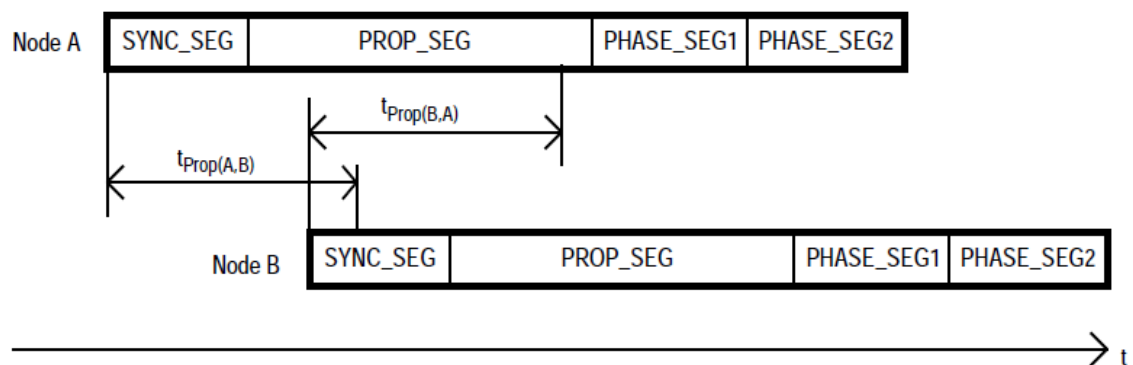 Node A SYNC_SEG PROP_SEG PHASE_SEG1 PHASE_SEG2
tProp(B,A)
tProp(A,B)
Node B SYNC_SEG PROP_SEG PHASE_SEG1 PHASE_SEG2
t